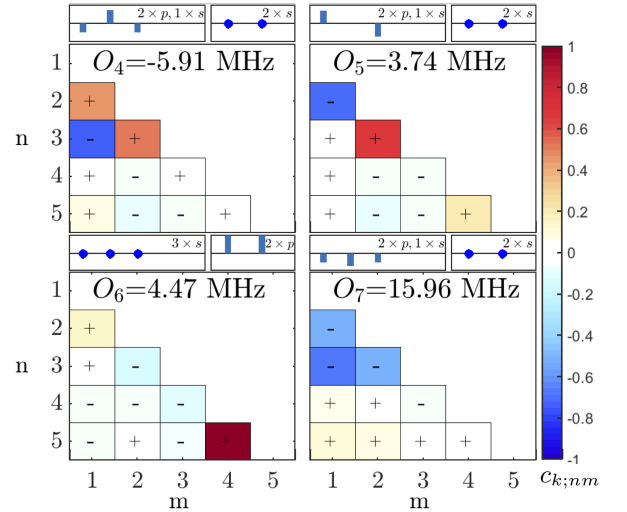 2 × p, 1 × s
2 × s
2 × p, 1 × s
2 × s
O₄=-5.91 MHz
O₅=3.74 MHz
1
2
n
3
4
5
+
- +
+ - +
+ - - +
-
+ +
+ - -
+ - - +
3 × s
2 × p
2 × p, 1 × s
2 × s
O₆=4.47 MHz
O₇=15.96 MHz
1
2
n
3
4
5
+
+ -
- - -
- + - +
-
- -
+ + -
+ + + +
1 2 3 4 5
m
1 2 3 4 5
m
1
0.8
0.6
0.4
0.2
0
-0.2
-0.4
-0.6
-0.8
-1
c_{k;nm}